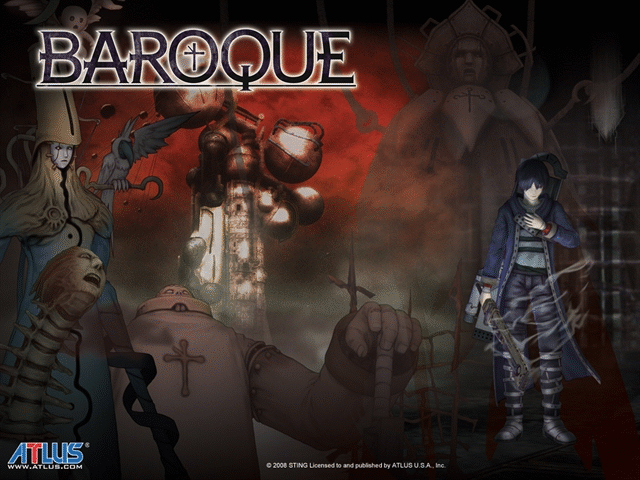 BAROQUE
ATLUS®
WWW.ATLUS.COM
© 2008 STING Licensed to and published by ATLUS U.S.A., Inc.